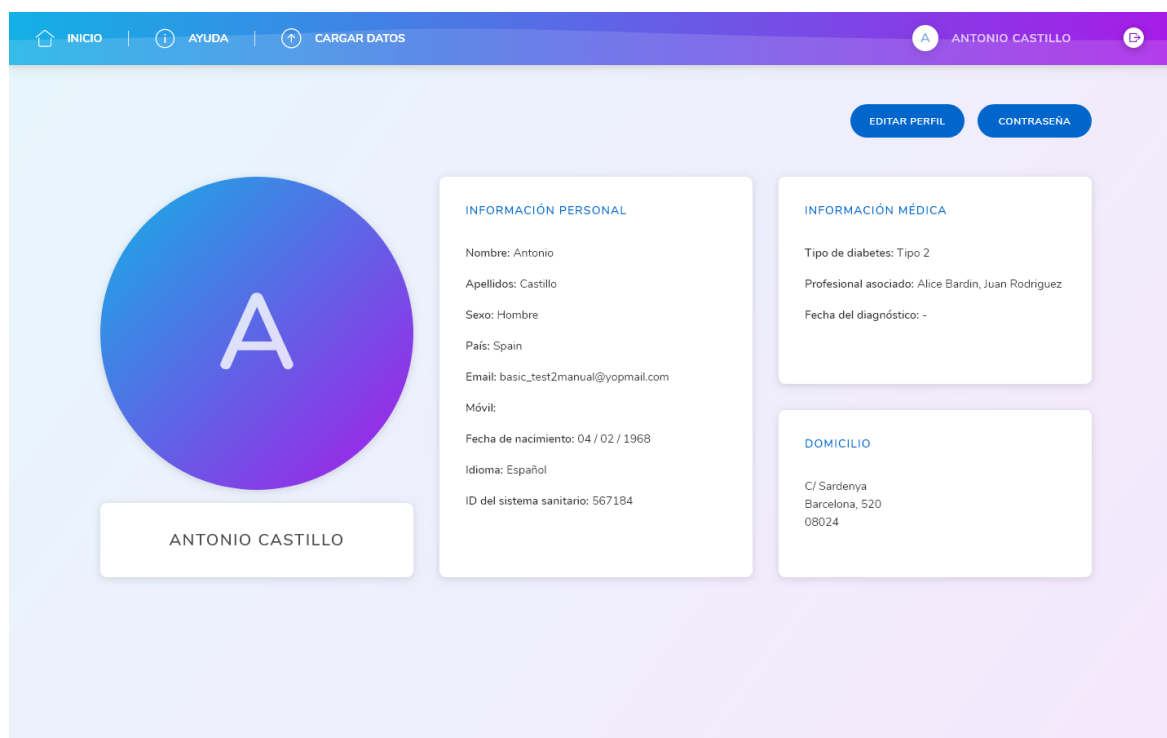 INICIO
AYUDA
CARGAR DATOS
A
ANTONIO CASTILLO
EDITAR PERFIL
CONTRASEÑA
A
ANTONIO CASTILLO
INFORMACIÓN PERSONAL
Nombre: Antonio
Apellidos: Castillo
Sexo: Hombre
País: Spain
Email: basic_test2manual@yopmail.com
Móvil:
Fecha de nacimiento: 04 / 02 / 1968
Idioma: Español
ID del sistema sanitario: 567184
INFORMACIÓN MÉDICA
Tipo de diabetes: Tipo 2
Profesional asociado: Alice Bardin, Juan Rodriguez
Fecha del diagnóstico: -
DOMICILIO
C/ Sardenya
Barcelona, 520
08024